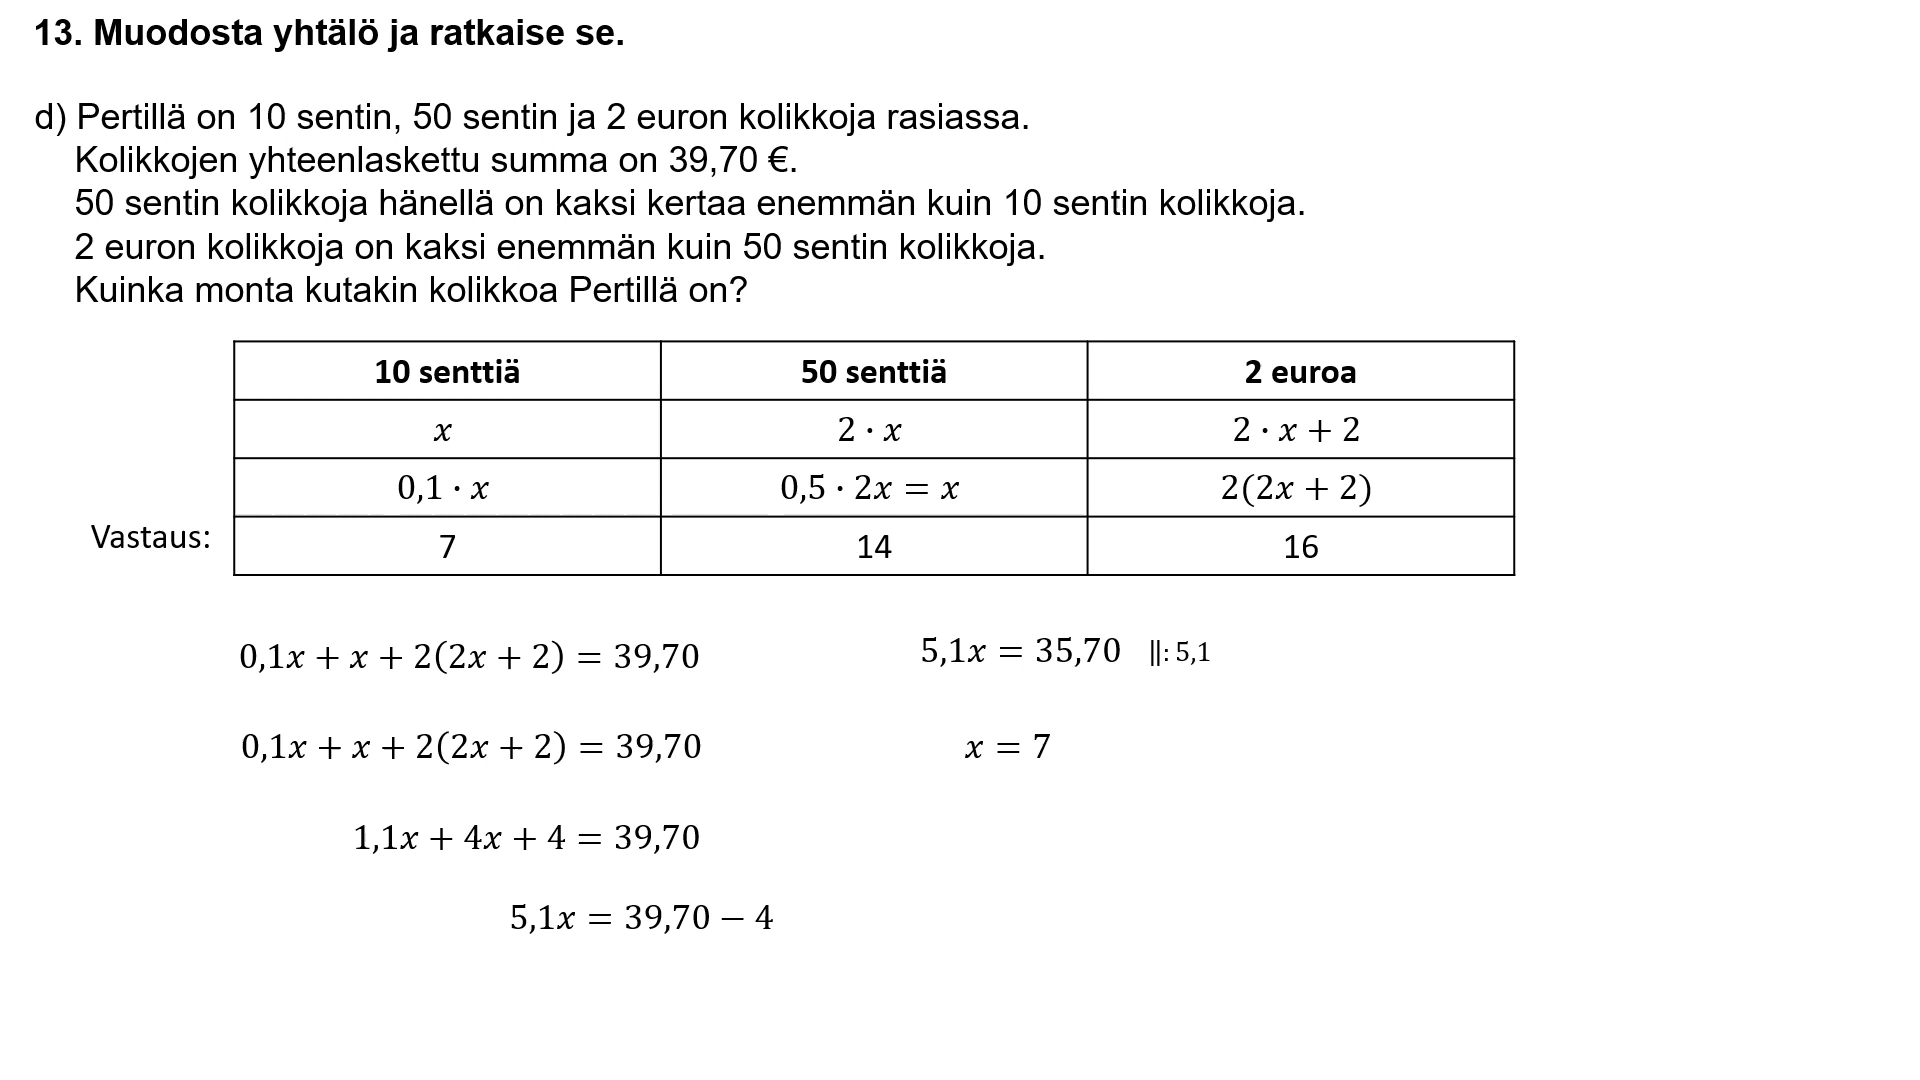 13. Muodosta yhtälö ja ratkaise se.
d) Pertillä on 10 sentin, 50 sentin ja 2 euron kolikkoja rasiassa.
Kolikkojen yhteenlaskettu summa on 39,70 €.
50 sentin kolikkoja hänellä on kaksi kertaa enemmän kuin 10 sentin kolikkoja.
2 euron kolikkoja on kaksi enemmän kuin 50 sentin kolikkoja.
Kuinka monta kutakin kolikkoa Pertillä on?
10 senttiä 50 senttiä 2 euroa
x 2 · x 2 · x + 2
0,1 · x 0,5 · 2x = x 2(2x + 2)
Vastaus: 7 14 16
0,1x + x + 2(2x + 2) = 39,70
0,1x + x + 2(2x + 2) = 39,70
1,1x + 4x + 4 = 39,70
5,1x = 39,70 − 4
5,1x = 35,70 ‖: 5,1
x = 7